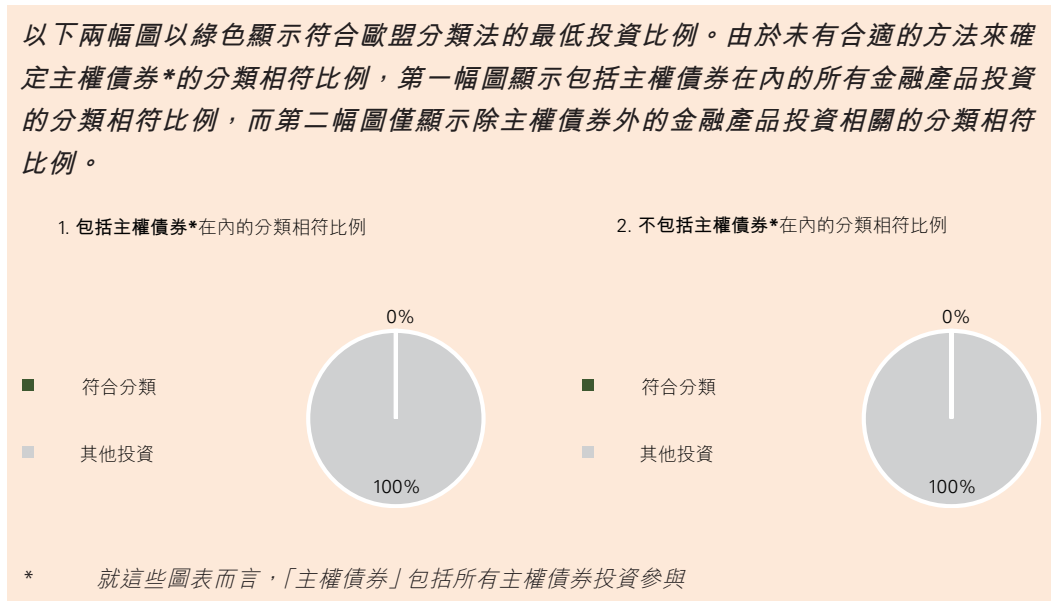 以下兩幅圖以綠色顯示符合歐盟分類法的最低投資比例。由於未有合適的方法來確
定主權債券*的分類相符比例，第一幅圖顯示包括主權債券在內的所有金融產品投資
的分類相符比例，而第二幅圖僅顯示除主權債券外的金融產品投資相關的分類相符
比例。
1. 包括主權債券*在內的分類相符比例
2. 不包括主權債券*在內的分類相符比例
0%
符合分類
其他投資
100%
0%
符合分類
其他投資
100%
* 就這些圖表而言，「主權債券」包括所有主權債券投資參與